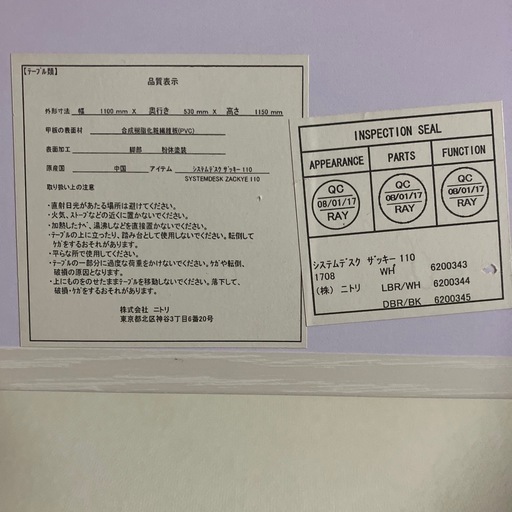 【テーブル類】
品質表示
外形寸法 幅 1100 mm X 奥行き 530 mm X 高さ 1150 mm
甲板の表面材 合成樹脂化粧繊維板(PVC)
表面加工 脚部 粉体塗装
原産国 中国 アイテム システムデスク ザッキー 110
SYSTEMDESK ZACKYE 110
取り扱い上の注意
・直射日光があたる場所は避けてください。
・火気、ストーブなどの近くに置かないでください。
・加熱したナベ、湯沸しなどを直接置かないでください。
・テーブルの上に立ったり、踏み台として使用しないでください。転倒して
ケガをするおそれがあります。
・平らな所で使用してください。
・テーブルの一部分に過度な荷重をかけないでください。ケガや転倒、
破損の原因となります。
・上にものをのせたままテーブルを移動しないでください。落下して、
破損・ケガをするおそれがあります。
株式会社 ニトリ
東京都北区神谷3丁目6番20号
INSPECTION SEAL
APPEARANCE PARTS FUNCTION
QC QC QC
08/01/17 08/01/17 08/01/17
RAY RAY RAY
システムデスク ザッキー 110
1708 WH 6200343
(株) ニトリ LBR/WH 6200344
DBR/BK 6200345